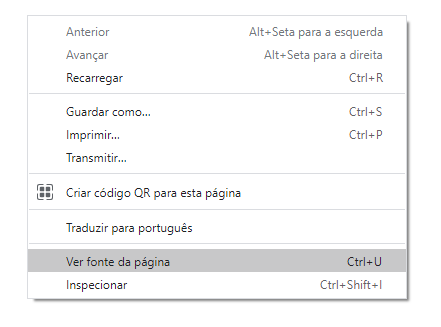 Anterior Alt+Seta para a esquerda
Avançar Alt+Seta para a direita
Recarregar Ctrl+R
Guardar como... Ctrl+S
Imprimir... Ctrl+P
Transmitir...
Criar código QR para esta página
Traduzir para português
Ver fonte da página Ctrl+U
Inspecionar Ctrl+Shift+I